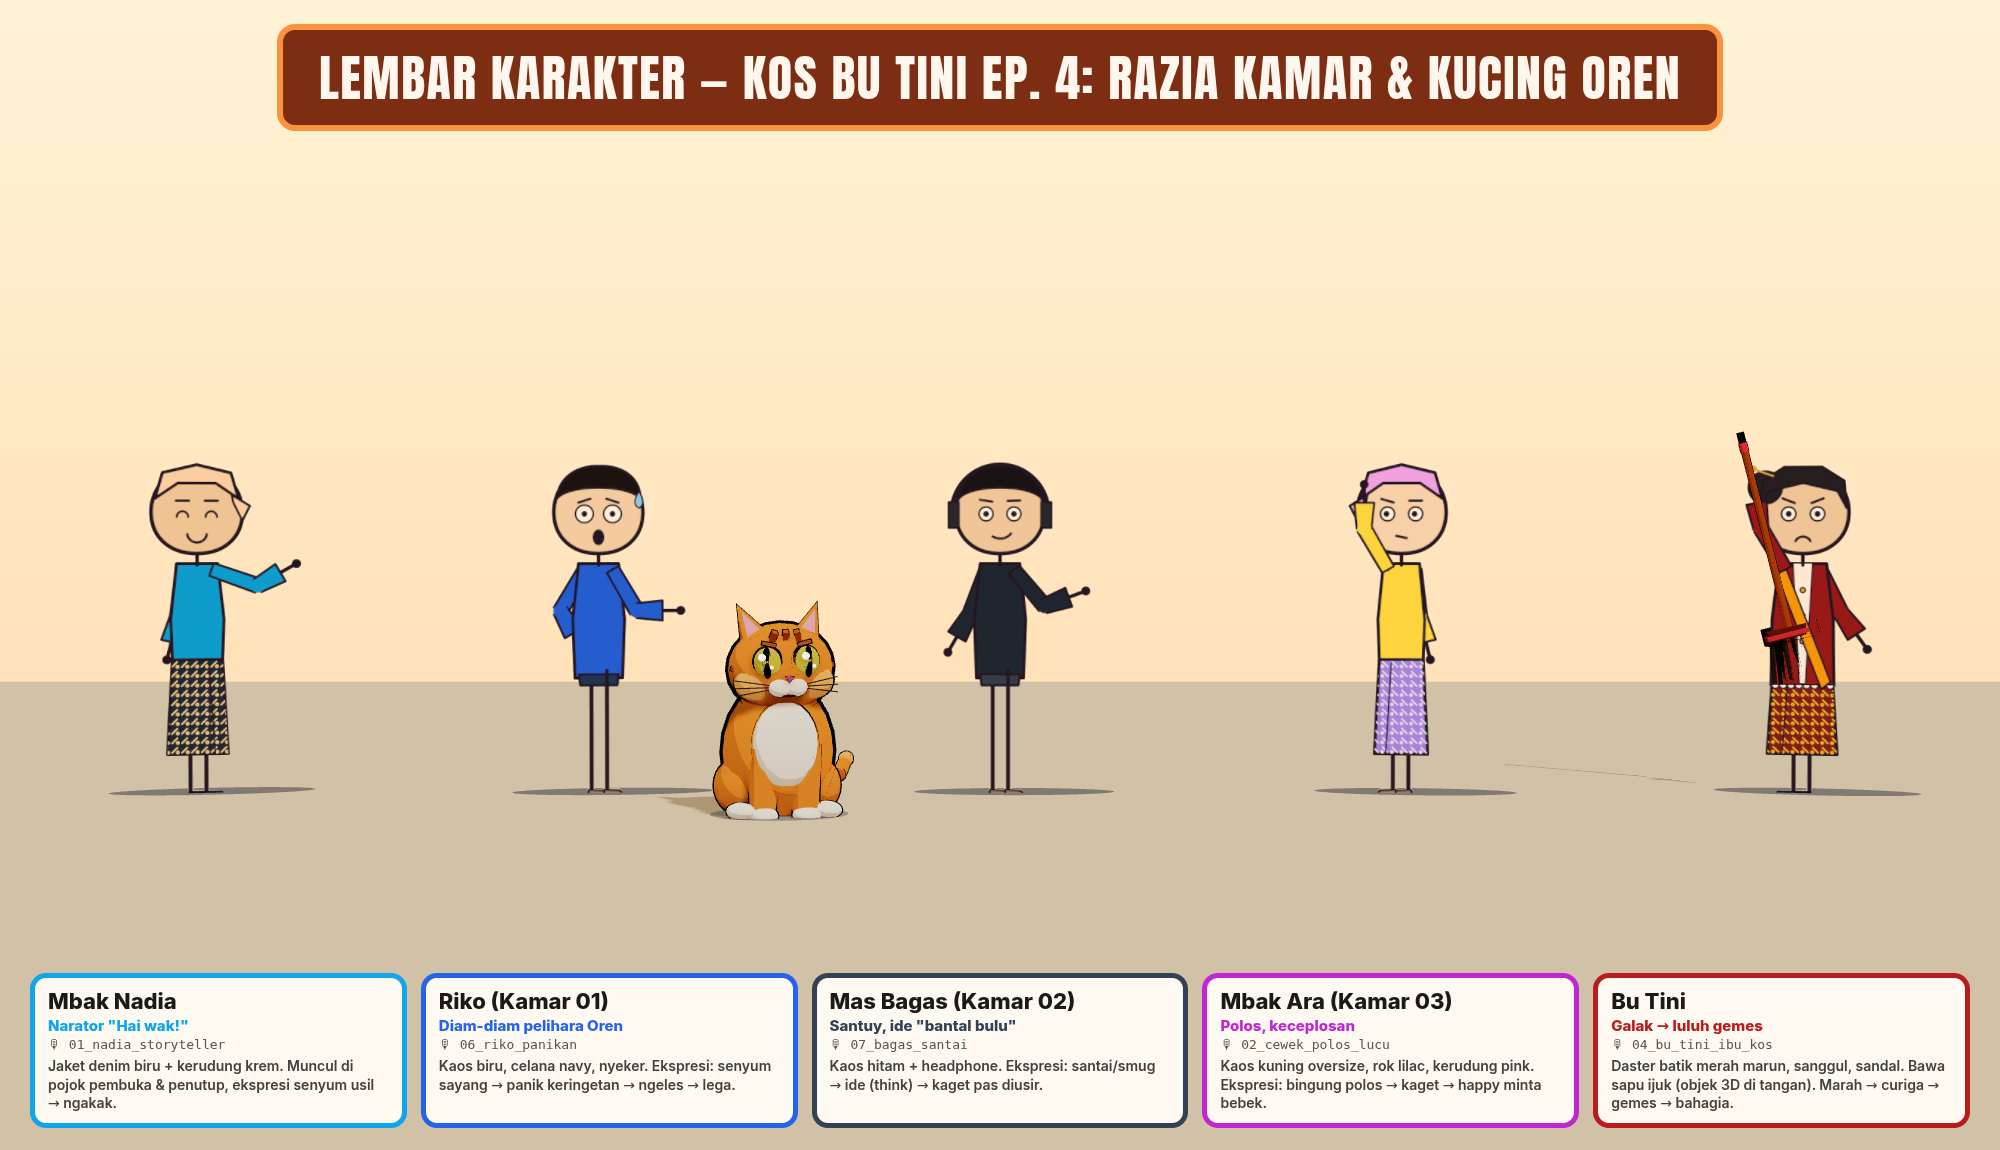 LEMBAR KARAKTER — KOS BU TINI EP. 4: RAZIA KAMAR & KUCING OREN
Mbak Nadia
Narator "Hai wak!"
🎙 01_nadia_storyteller
Jaket denim biru + kerudung krem. Muncul di
pojok pembuka & penutup, ekspresi senyum usil
→ ngakak.
Riko (Kamar 01)
Diam-diam pelihara Oren
🎙 06_riko_panikan
Kaos biru, celana navy, nyeker. Ekspresi: senyum
sayang → panik keringetan → ngeles → lega.
Mas Bagas (Kamar 02)
Santuy, ide "bantal bulu"
🎙 07_bagas_santai
Kaos hitam + headphone. Ekspresi: santai/smug
→ ide (think) → kaget pas diusir.
Mbak Ara (Kamar 03)
Polos, keceplosan
🎙 02_cewek_polos_lucu
Kaos kuning oversize, rok lilac, kerudung pink.
Ekspresi: bingung polos → kaget → happy minta
bebek.
Bu Tini
Galak → luluh gemes
🎙 04_bu_tini_ibu_kos
Daster batik merah marun, sanggul, sandal. Bawa
sapu ijuk (objek 3D di tangan). Marah → curiga →
gemes → bahagia.